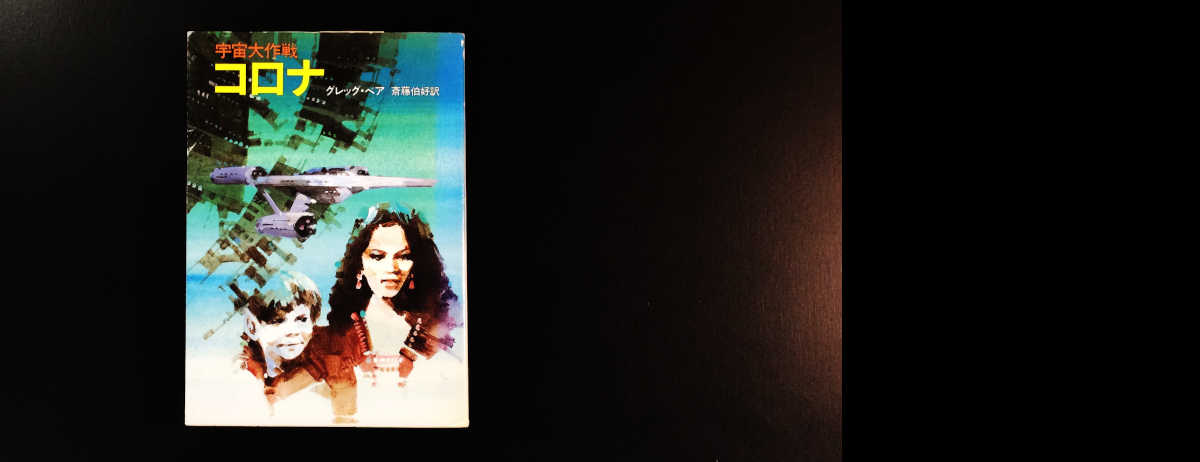 宇宙大作戦
コロナ
グレッグ・ベア 斎藤伯好訳